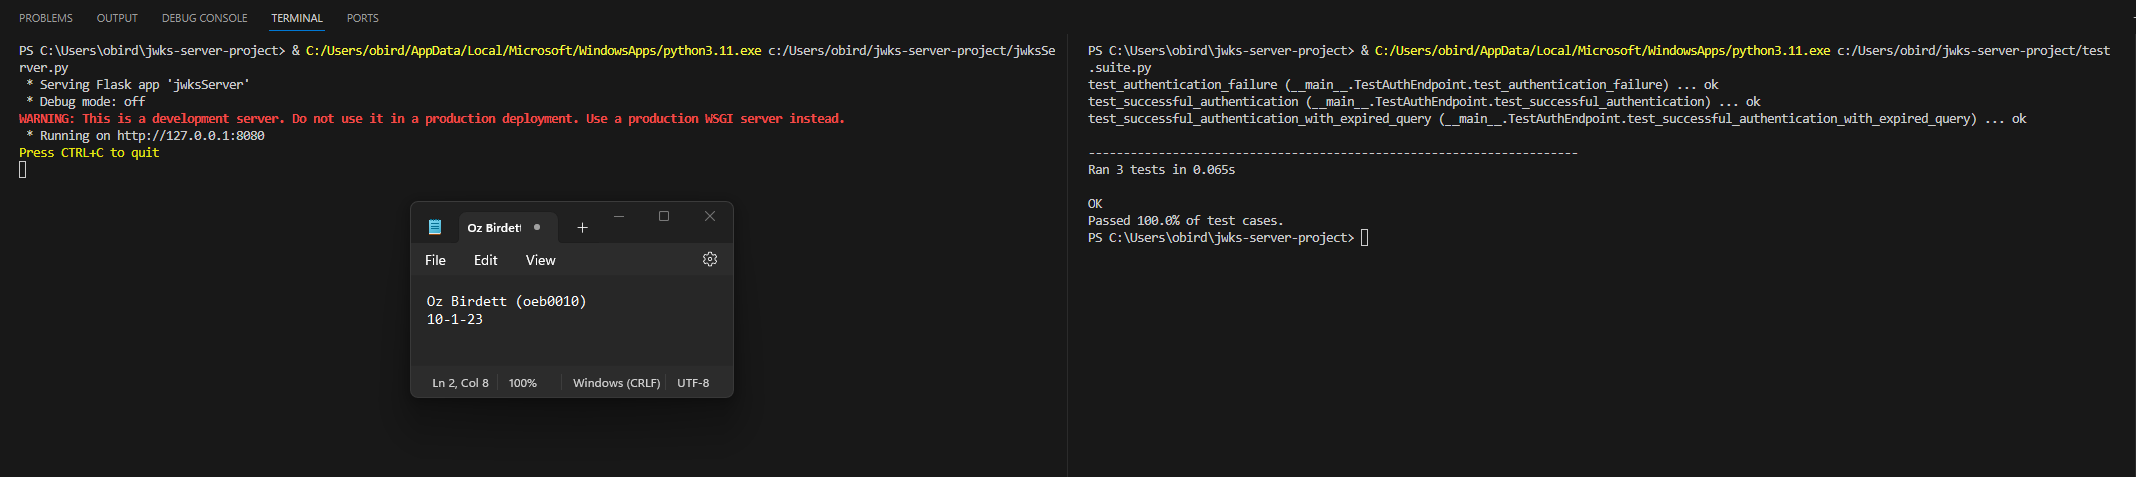 PROBLEMS OUTPUT DEBUG CONSOLE TERMINAL PORTS
PS C:\Users\obird\jwks-server-project> & C:/Users/obird/AppData/Local/Microsoft/WindowsApps/python3.11.exe c:/Users/obird/jwks-server-project/jwksSe
rver.py
* Serving Flask app 'jwksServer'
* Debug mode: off
WARNING: This is a development server. Do not use it in a production deployment. Use a production WSGI server instead.
* Running on http://127.0.0.1:8080
Press CTRL+C to quit
Oz Birdett
File Edit View
Oz Birdett (oeb0010)
10-1-23
Ln 2, Col 8 100% Windows (CRLF) UTF-8
PS C:\Users\obird\jwks-server-project> & C:/Users/obird/AppData/Local/Microsoft/WindowsApps/python3.11.exe c:/Users/obird/jwks-server-project/test
.suite.py
test_authentication_failure (__main__.TestAuthEndpoint.test_authentication_failure) ... ok
test_successful_authentication (__main__.TestAuthEndpoint.test_successful_authentication) ... ok
test_successful_authentication_with_expired_query (__main__.TestAuthEndpoint.test_successful_authentication_with_expired_query) ... ok
----------------------------------------------------------------------
Ran 3 tests in 0.065s
OK
Passed 100.0% of test cases.
PS C:\Users\obird\jwks-server-project>